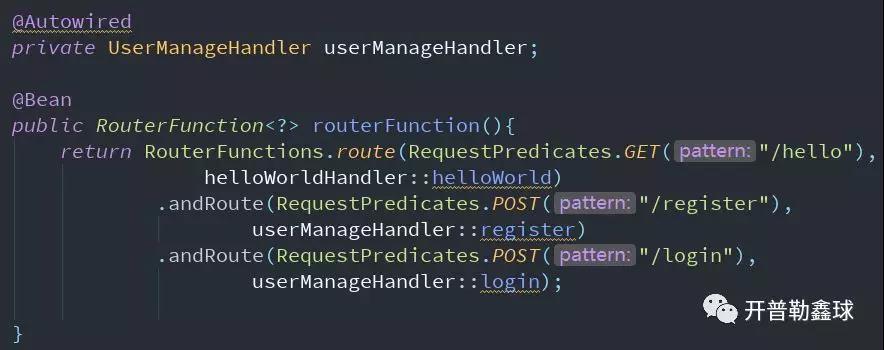 @Autowired
private UserManageHandler userManageHandler;
@Bean
public RouterFunction<?> routerFunction(){
return RouterFunctions.route(RequestPredicates.GET( pattern: "/hello"),
helloWorldHandler::helloWorld)
.andRoute(RequestPredicates.POST( pattern: "/register"),
userManageHandler::register)
.andRoute(RequestPredicates.POST( pattern: "/login"),
userManageHandler::login);
}
开普勒鑫球